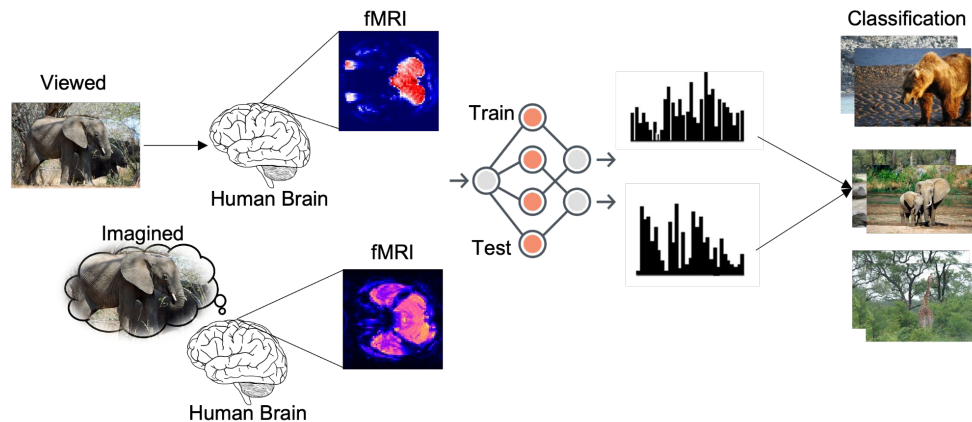 Viewed
Human Brain
fMRI
Imagined
Human Brain
fMRI
Train
Test
Classification